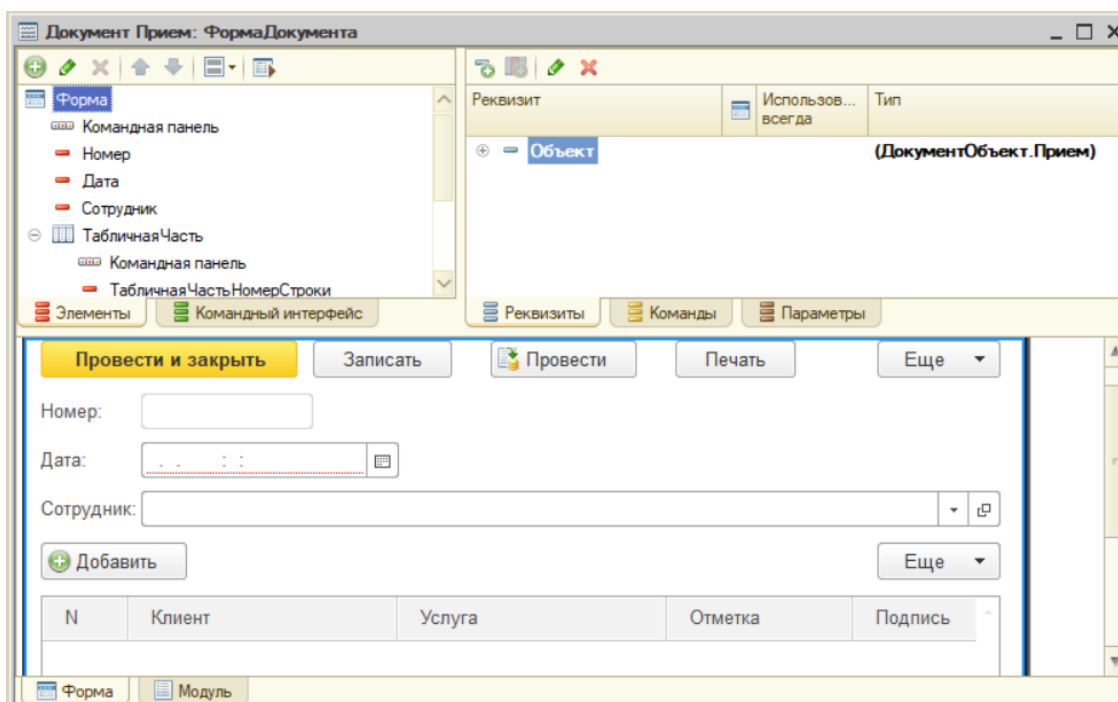 Документ Прием: ФормаДокумента
Форма
Командная панель
Номер
Дата
Сотрудник
ТабличнаяЧасть
Командная панель
ТабличнаяЧастьНомерСтроки
Элементы
Командный интерфейс
Реквизит
Использов...
всегда
Тип
Объект
(ДокументОбъект.Прием)
Реквизиты
Команды
Параметры
Провести и закрыть
Записать
Провести
Печать
Еще
Номер:
Дата:
. . : :
Сотрудник:
Добавить
Еще
N
Клиент
Услуга
Отметка
Подпись
Форма
Модуль